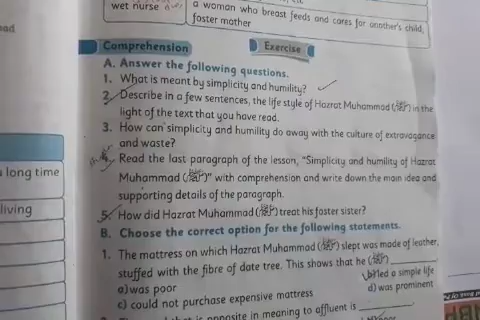 wet nurse
a woman who breast feeds and cares for another's child;
foster mother
Comprehension
Exercise
A. Answer the following questions.
1. What is meant by simplicity and humility?
2. Describe in a few sentences, the life style of Hazrat Muhammad (ﷺ) in the
light of the text that you have read.
3. How can simplicity and humility do away with the culture of extravagance
and waste?
Read the last paragraph of the lesson, "Simplicity and humility of Hazrat
Muhammad (ﷺ)" with comprehension and write down the main idea and
supporting details of the paragraph.
5. How did Hazrat Muhammad (ﷺ) treat his foster sister?
B. Choose the correct option for the following statements.
1. The mattress on which Hazrat Muhammad (ﷺ) slept was made of leather,
stuffed with the fibre of date tree. This shows that he (ﷺ) ________
a) was poor
b) led a simple life
c) could not purchase expensive mattress
d) was prominent
opposite in meaning to affluent is ________.
a long time
living